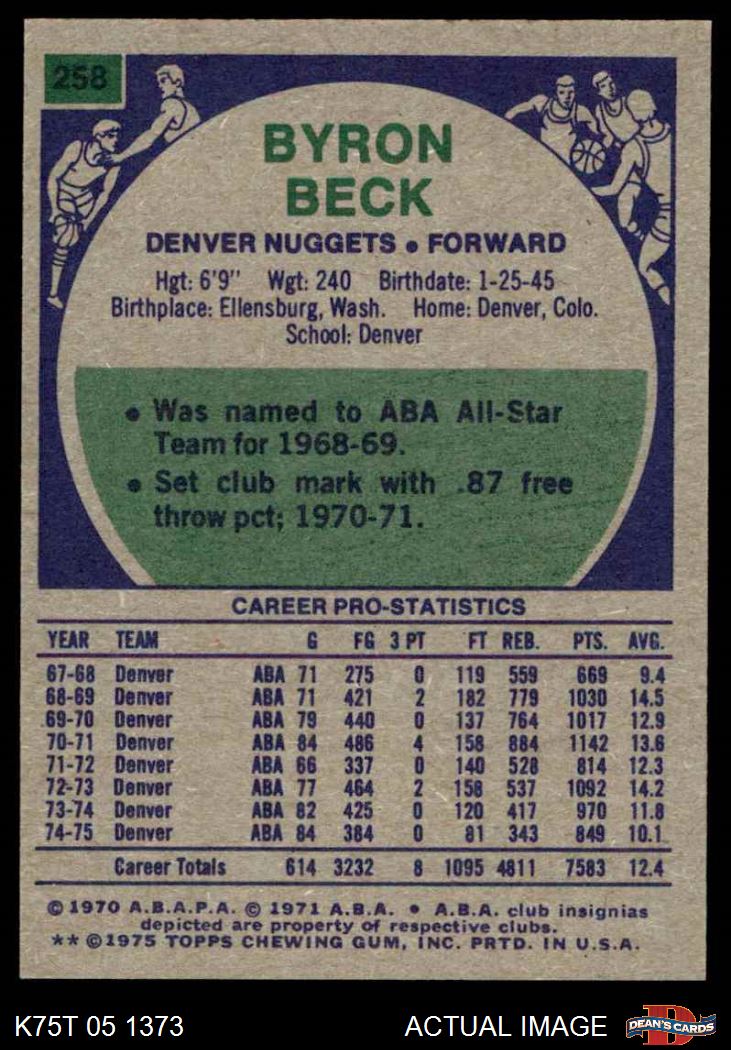 258
BYRON
BECK
DENVER NUGGETS • FORWARD
Hgt: 6'9" Wgt: 240 Birthdate: 1-25-45
Birthplace: Ellensburg, Wash. Home: Denver, Colo.
School: Denver
• Was named to ABA All-Star
Team for 1968-69.
• Set club mark with .87 free
throw pct; 1970-71.
CAREER PRO-STATISTICS
YEAR TEAM G FG 3 PT FT REB. PTS. AVG.
67-68 Denver ABA 71 275 0 119 559 669 9.4
68-69 Denver ABA 71 421 2 182 779 1030 14.5
69-70 Denver ABA 79 440 0 137 764 1017 12.9
70-71 Denver ABA 84 486 4 158 884 1142 13.6
71-72 Denver ABA 66 337 0 140 528 814 12.3
72-73 Denver ABA 77 464 2 158 537 1092 14.2
73-74 Denver ABA 82 425 0 120 417 970 11.8
74-75 Denver ABA 84 384 0 81 343 849 10.1
Career Totals 614 3232 8 1095 4811 7583 12.4
© 1970 A.B.A.P.A. © 1971 A.B.A. • A.B.A. club insignias
depicted are property of respective clubs.
** ©1975 TOPPS CHEWING GUM, INC. PRTD. IN U.S.A.
K75T 05 1373 ACTUAL IMAGE D DEAN'S CARDS